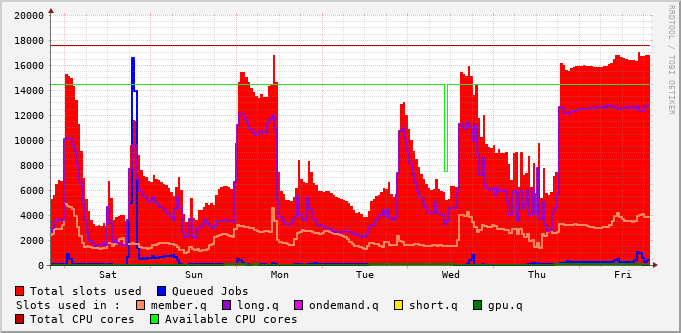 20000
18000
16000
14000
12000
10000
8000
6000
4000
2000
0
Sat Sun Mon Tue Wed Thu Fri
RRDTOOL / TOBI OETIKER
Total slots used Queued Jobs
Slots used in : member.q long.q ondemand.q short.q gpu.q
Total CPU cores Available CPU cores